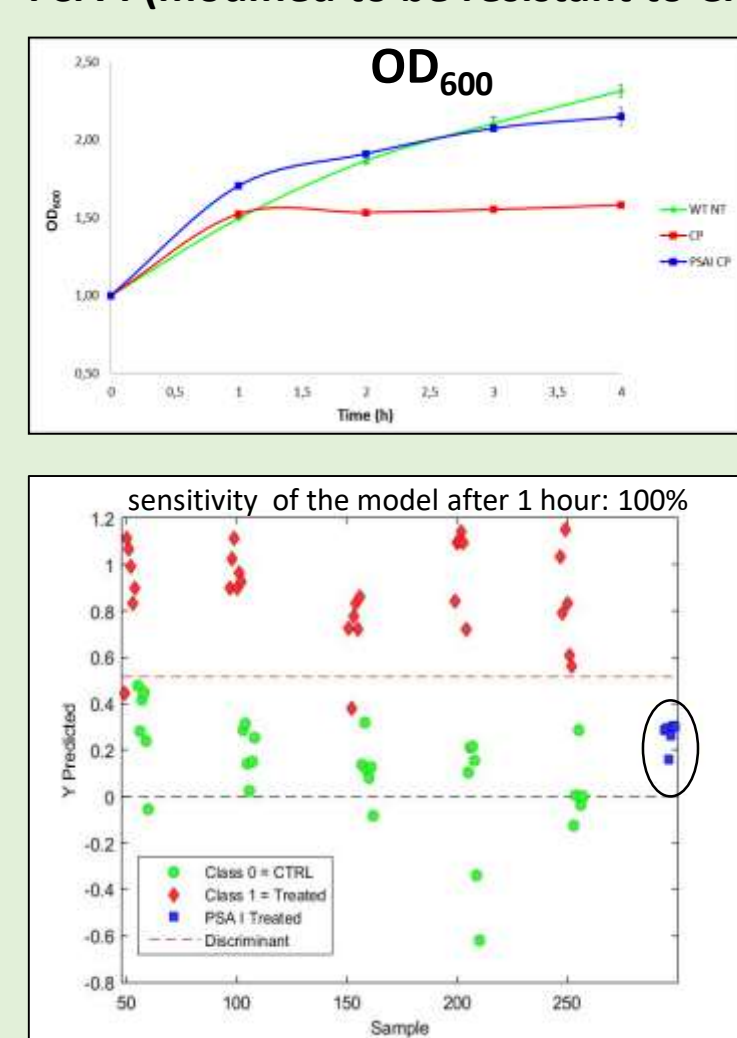 OD600
2,50
2,00
1,50
1,00
0,50
OD600
0
0,5
1
1,5
2
2,5
3
3,5
4
Time (h)
WT NT
CP
PSAI CP
sensitivity of the model after 1 hour: 100%
1.2
1
0.8
0.6
0.4
0.2
0
-0.2
-0.4
-0.6
-0.8
Y Predicted
Class 0 = CTRL
Class 1 = Treated
PSA I Treated
Discriminant
50
100
150
200
250
Sample